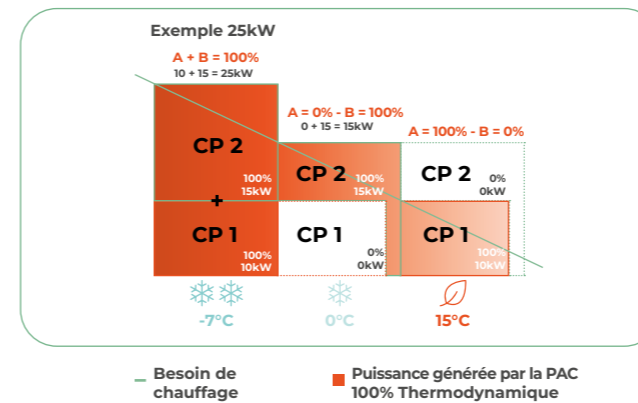 Exemple 25kW
A + B = 100%
10 + 15 = 25kW
A = 0% - B = 100%
0 + 15 = 15kW
A = 100% - B = 0%
CP 2
100%
15kW
CP 2
100%
15kW
CP 2
0%
0kW
+
CP 1
100%
10kW
CP 1
0%
0kW
CP 1
100%
10kW
-7°C
0°C
15°C
Besoin de
chauffage
Puissance générée par la PAC
100% Thermodynamique